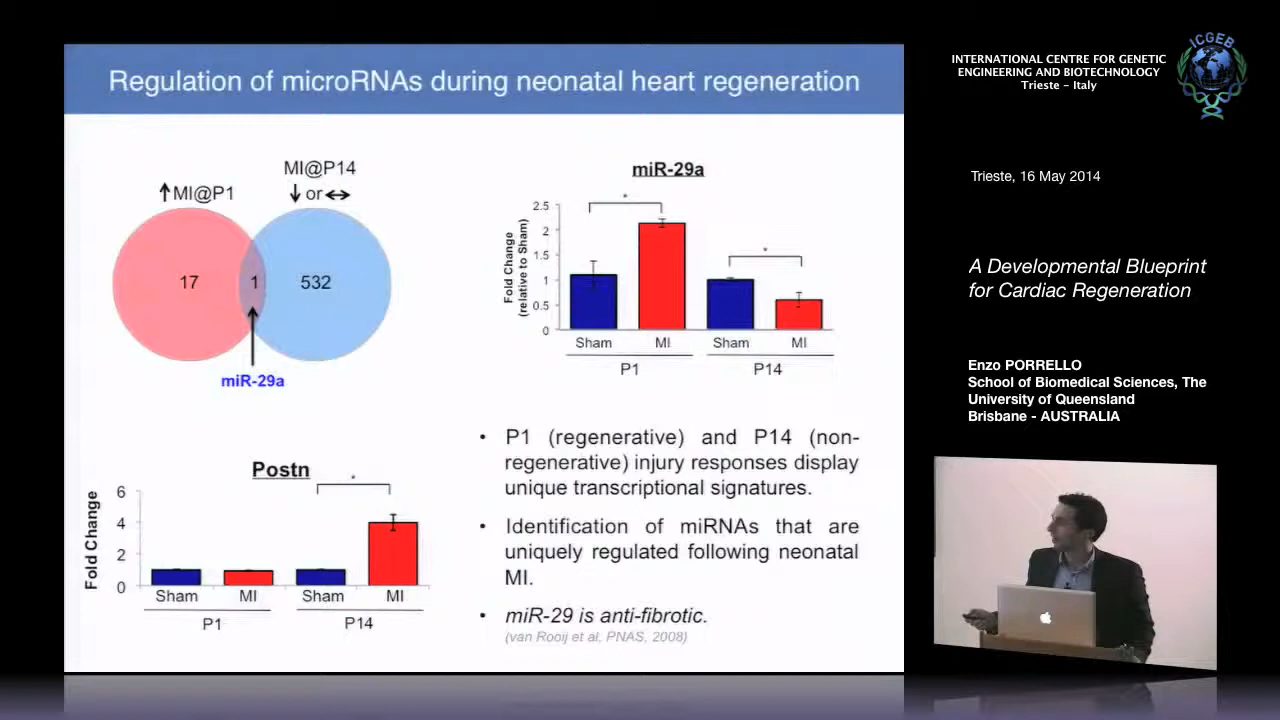 Regulation of microRNAs during neonatal heart regeneration
MI@P14
↑MI@P1
↓ or ↔
17
1
532
miR-29a
miR-29a
Fold Change
(relative to Sham)
2.5
2
1.5
1
0.5
0
*
*
Sham
MI
Sham
MI
P1
P14
Postn
Fold Change
6
4
2
0
*
Sham
MI
Sham
MI
P1
P14
• P1 (regenerative) and P14 (non-
regenerative) injury responses display
unique transcriptional signatures.
• Identification of miRNAs that are
uniquely regulated following neonatal
MI.
• miR-29 is anti-fibrotic.
(van Rooij et al. PNAS, 2008)
INTERNATIONAL CENTRE FOR GENETIC
ENGINEERING AND BIOTECHNOLOGY
Trieste - Italy
ICGEB
Trieste, 16 May 2014
A Developmental Blueprint
for Cardiac Regeneration
Enzo PORRELLO
School of Biomedical Sciences, The
University of Queensland
Brisbane - AUSTRALIA